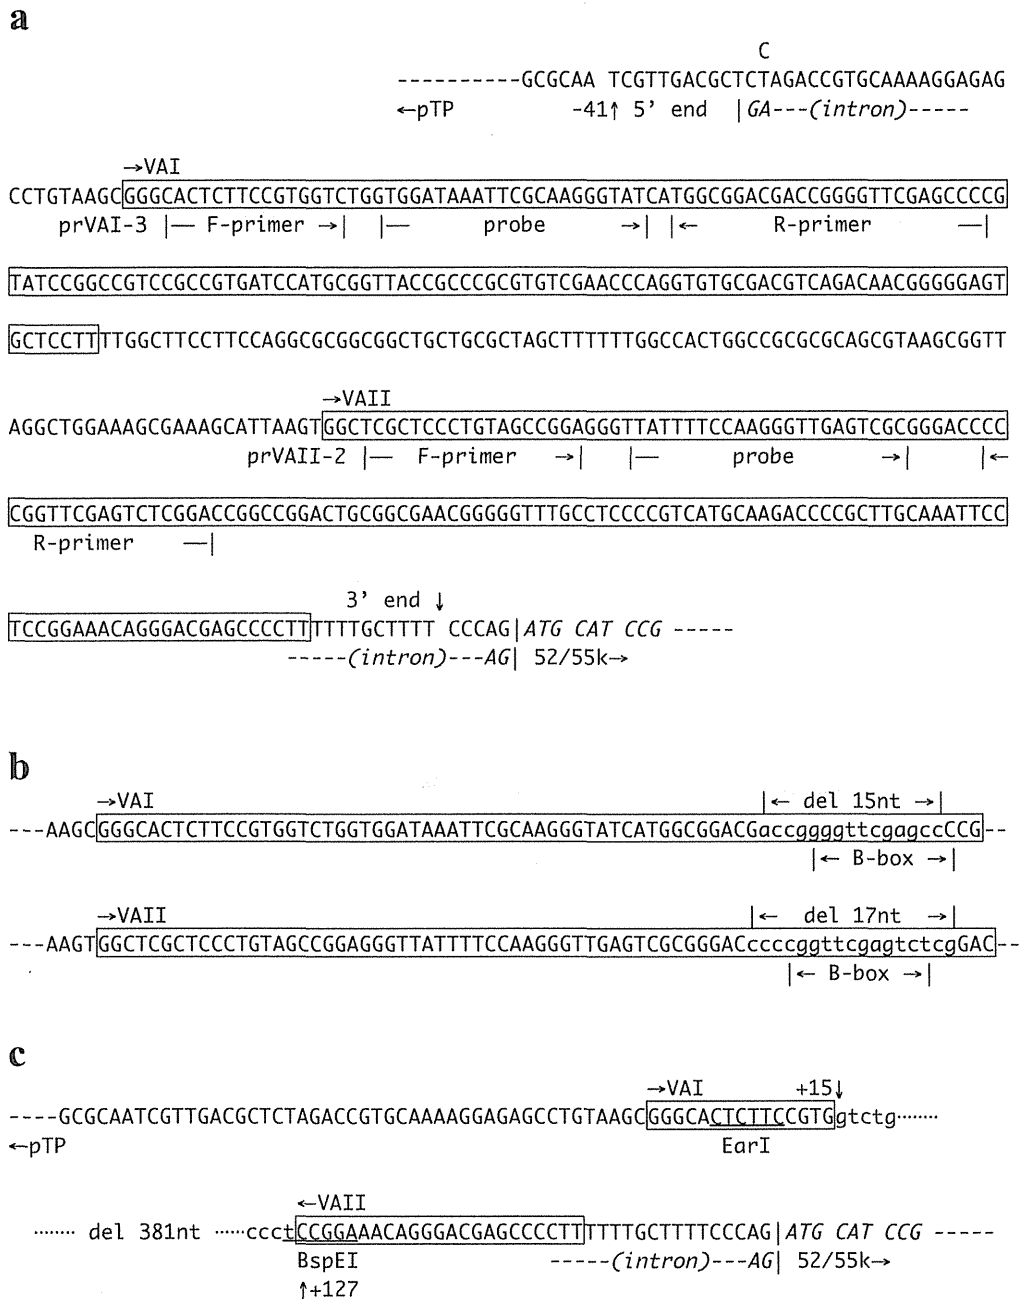 a
C
----------GCGCAA TCGTTGACGCTCTAGACCGTGCAAAAGGAGAG
←pTP -41↑ 5' end |GA---(intron)-----
→VAI
CCTGTAAGCGGGCACTCTTCCGTGGTCTGGTGGATAAATTCGCAAGGGTATCATGGCGGACGACCGGGGTTCGAGCCCCG
prVAI-3 |— F-primer →| |— probe →| |← R-primer —|
TATCCGGCCGTCCGCCGTGATCCATGCGGTTACCGCCCGCGTGTCGAACCCAGGTGTGCGACGTCAGACAACGGGGGAGT
GCTCCTTTTGGCTTCCTTCCAGGCGCGGCGGCTGCTGCGCTAGCTTTTTTGGCCACTGGCCGCGCGCAGCGTAAGCGGTT
→VAII
AGGCTGGAAAGCGAAAGCATTAAGTGGCTCGCTCCCTGTAGCCGGAGGGTTATTTTCCAAGGGTTGAGTCGCGGGACCCC
prVAII-2 |— F-primer →| |— probe →| |←
CGGTTCGAGTCTCGGACCGGCCGGACTGCGGCGAACGGGGGTTTGCCTCCCCGTCATGCAAGACCCCGCTTGCAAATTCC
R-primer —|
3' end ↓
TCCGGAAACAGGGACGAGCCCCTTTTTTGCTTTT CCCAG|ATG CAT CCG -----
-----(intron)---AG| 52/55k→
b
→VAI |← del 15nt →|
---AAGCGGGCACTCTTCCGTGGTCTGGTGGATAAATTCGCAAGGGTATCATGGCGGACGaccggggttcgagccCCG--
|← B-box →|
→VAII |← del 17nt →|
---AAGTGGCTCGCTCCCTGTAGCCGGAGGGTTATTTTCCAAGGGTTGAGTCGCGGGACccccggttcgagtctcgGAC--
|← B-box →|
c
→VAI +15↓
----GCGCAATCGTTGACGCTCTAGACCGTGCAAAAGGAGAGCCTGTAAGCGGGCACTCTTCCGTGgtctg········
←pTP EarI
←VAII
········ del 381nt ······ccctCCGGAAACAGGGACGAGCCCCTTTTTTGCTTTTCCCAG|ATG CAT CCG -----
BspEI -----(intron)---AG| 52/55k→
↑+127